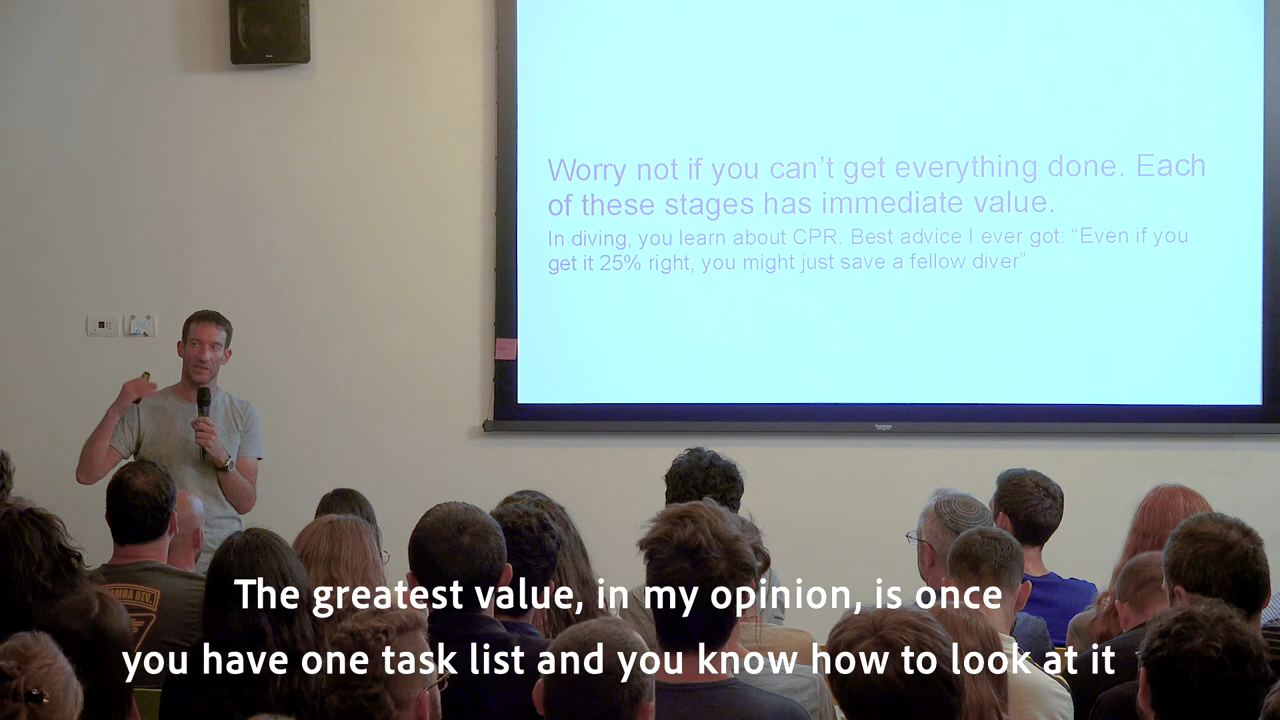 Worry not if you can't get everything done. Each
of these stages has immediate value.
In diving, you learn about CPR. Best advice I ever got: “Even if you
get it 25% right, you might just save a fellow diver”
AMBA DIV.
The greatest value, in my opinion, is once
you have one task list and you know how to look at it